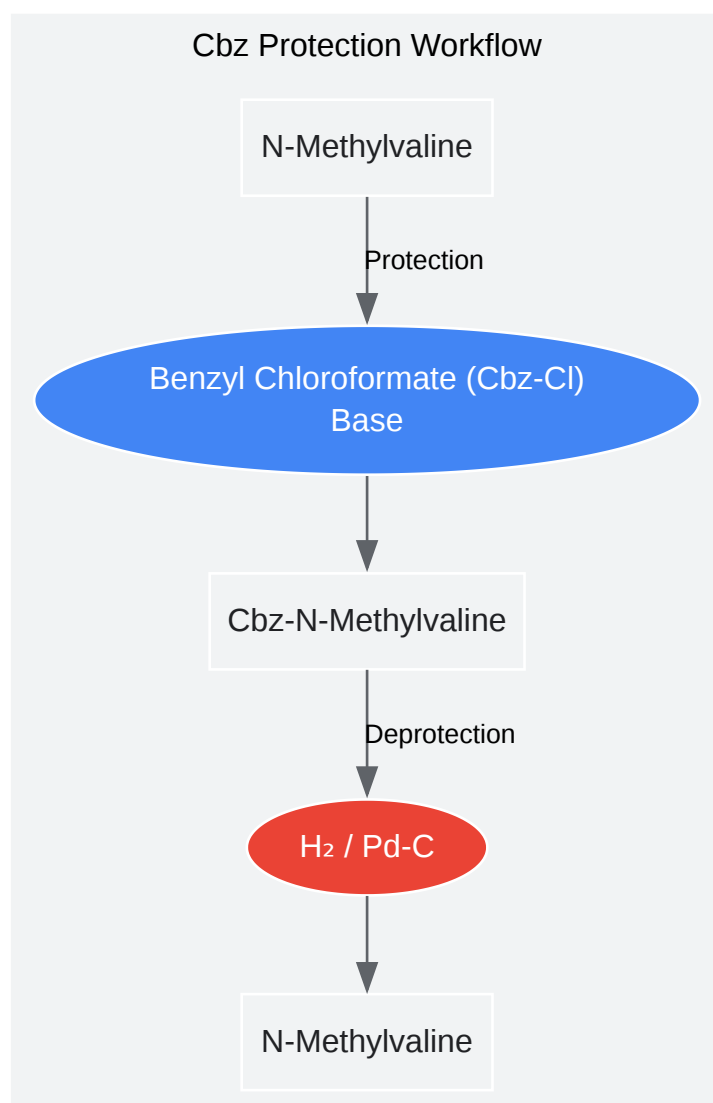 Cbz Protection Workflow
N-Methylvaline
Protection
Benzyl Chloroformate (Cbz-Cl)
Base
Cbz-N-Methylvaline
Deprotection
H₂ / Pd-C
N-Methylvaline